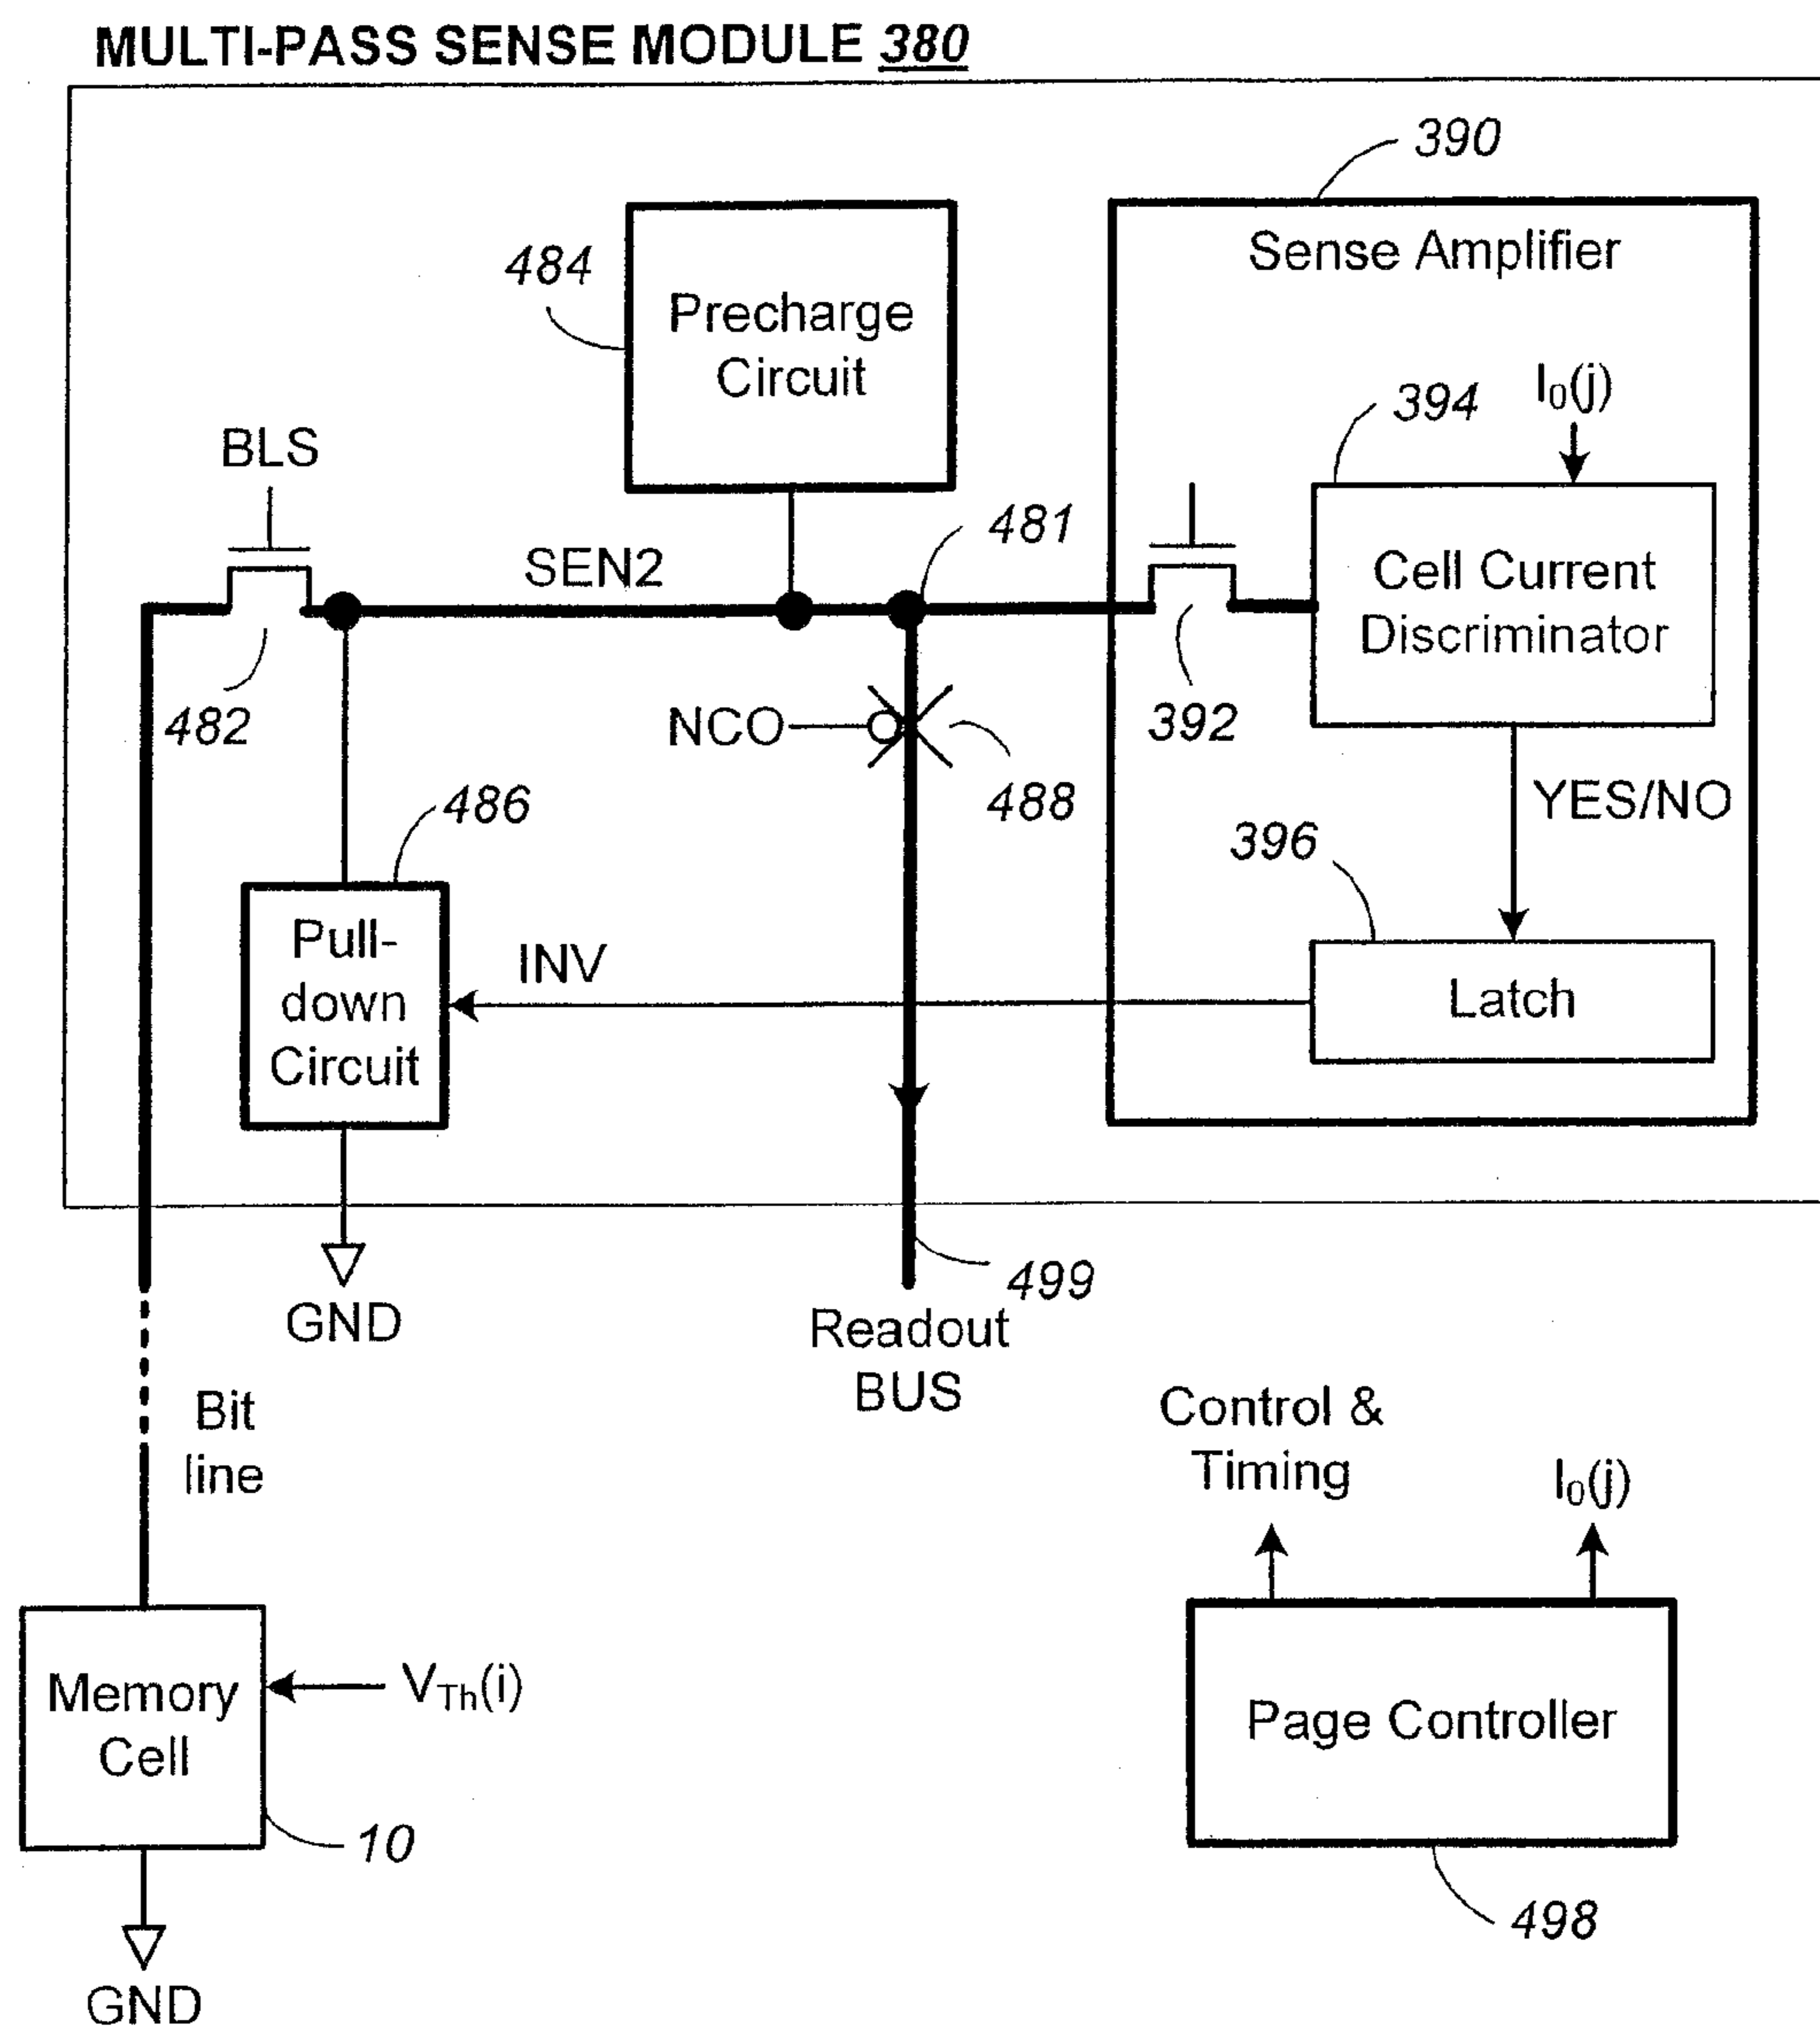 MULTI-PASS SENSE MODULE 380
390
Sense Amplifier
484
Precharge
Circuit
I₀(j)
394
BLS
481
SEN2
Cell Current
Discriminator
482
NCO
488
392
486
YES/NO
396
Pull-
down
Circuit
INV
Latch
499
GND
Readout
BUS
Bit
line
Control &
Timing
I₀(j)
Memory
Cell
V_Th(i)
Page Controller
10
498
GND